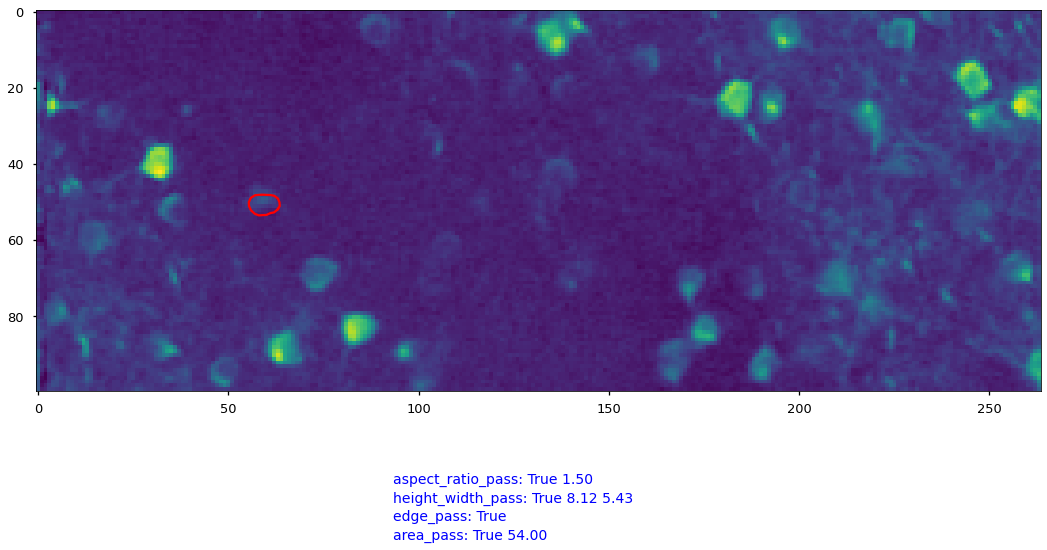 0
20
40
60
80
0 50 100 150 200 250
aspect_ratio_pass: True 1.50
height_width_pass: True 8.12 5.43
edge_pass: True
area_pass: True 54.00